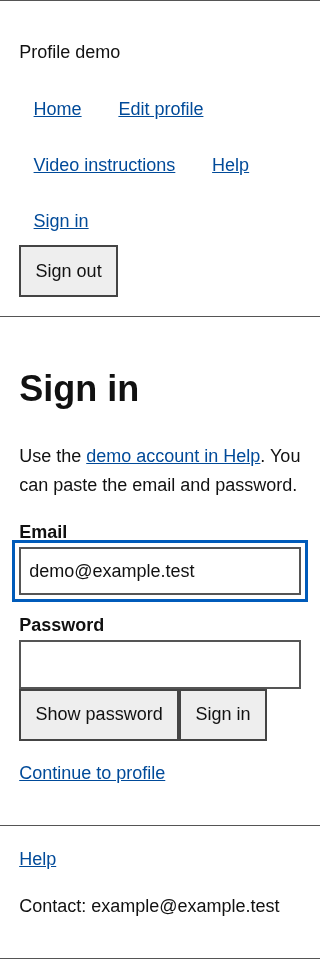 Profile demo
Home Edit profile
Video instructions Help
Sign in
Sign out
Sign in
Use the demo account in Help. You
can paste the email and password.
Email
demo@example.test
Password
Show password Sign in
Continue to profile
Help
Contact: example@example.test